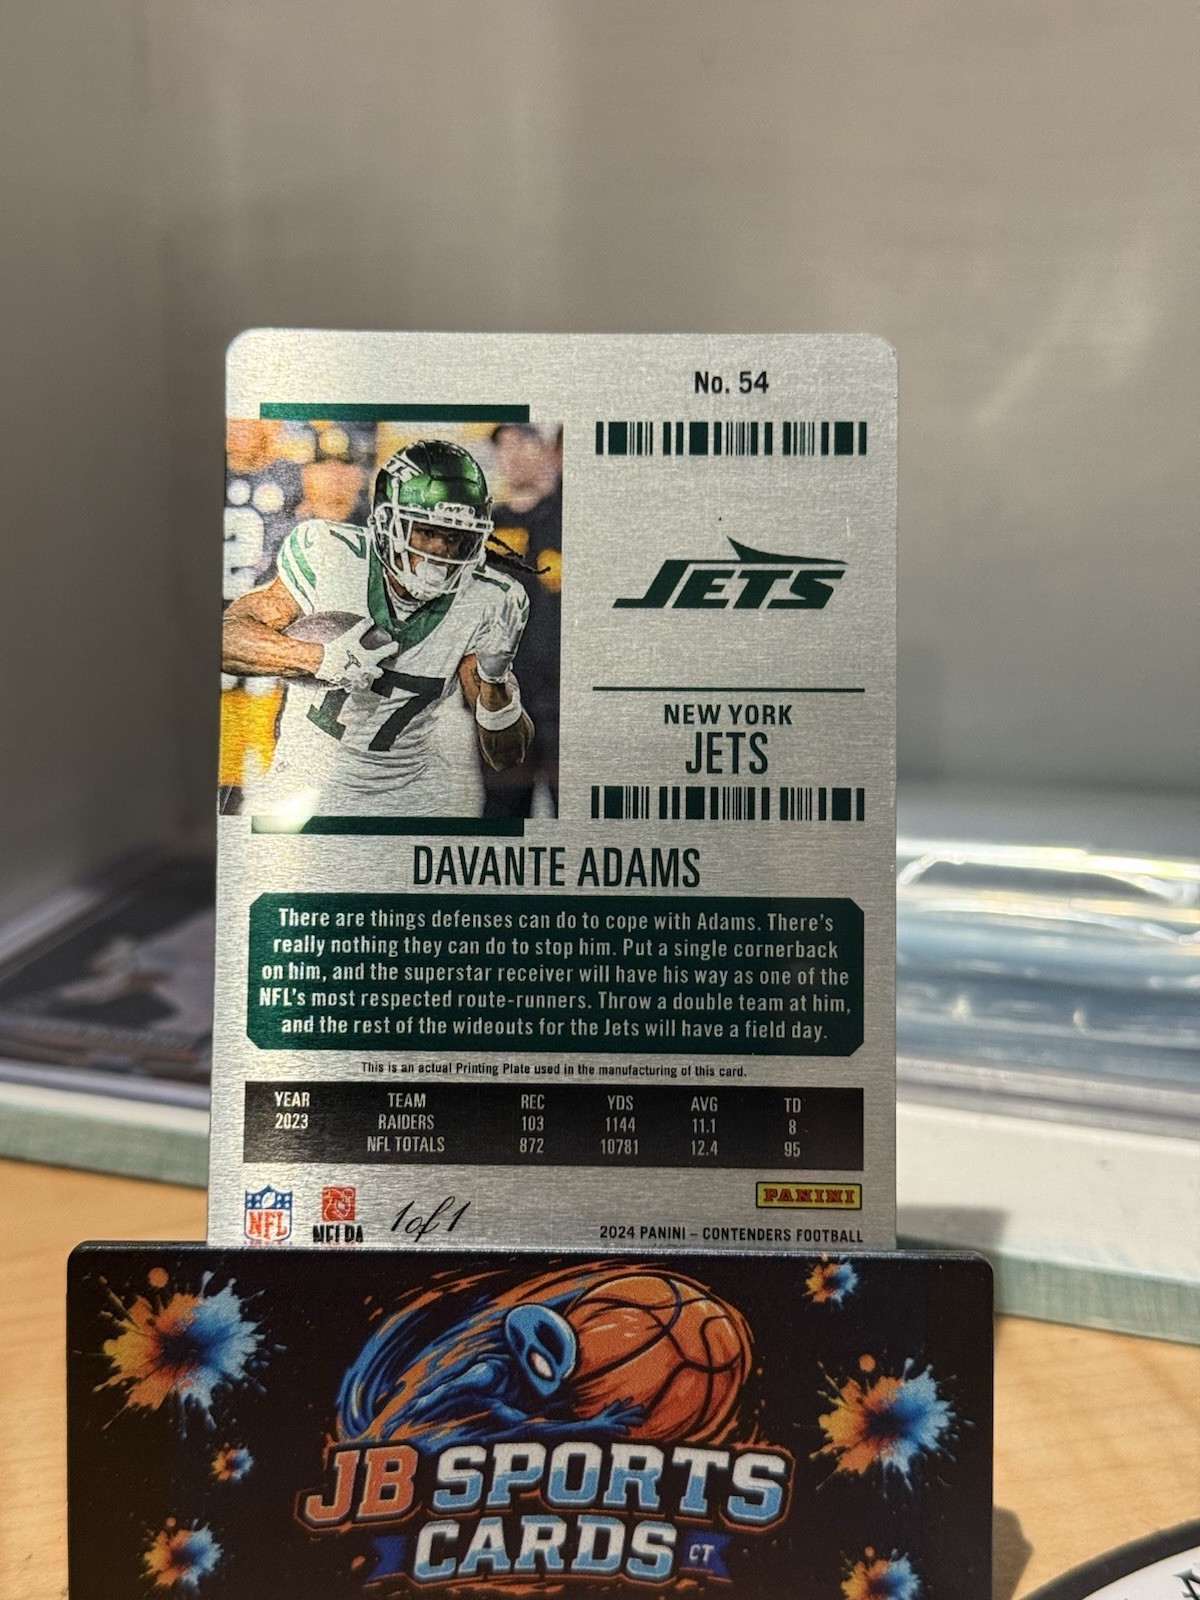 No. 54
JETS
NEW YORK
JETS
17
17
DAVANTE ADAMS
There are things defenses can do to cope with Adams. There's
really nothing they can do to stop him. Put a single cornerback
on him, and the superstar receiver will have his way as one of the
NFL's most respected route-runners. Throw a double team at him,
and the rest of the wideouts for the Jets will have a field day.
This is an actual Printing Plate used in the manufacturing of this card.
YEAR TEAM REC YDS AVG TD
2023 RAIDERS 103 1144 11.1 8
NFL TOTALS 872 10781 12.4 95
NFL NFLPA 1 of 1 PANINI
2024 PANINI – CONTENDERS FOOTBALL
JB SPORTS
CARDS CT